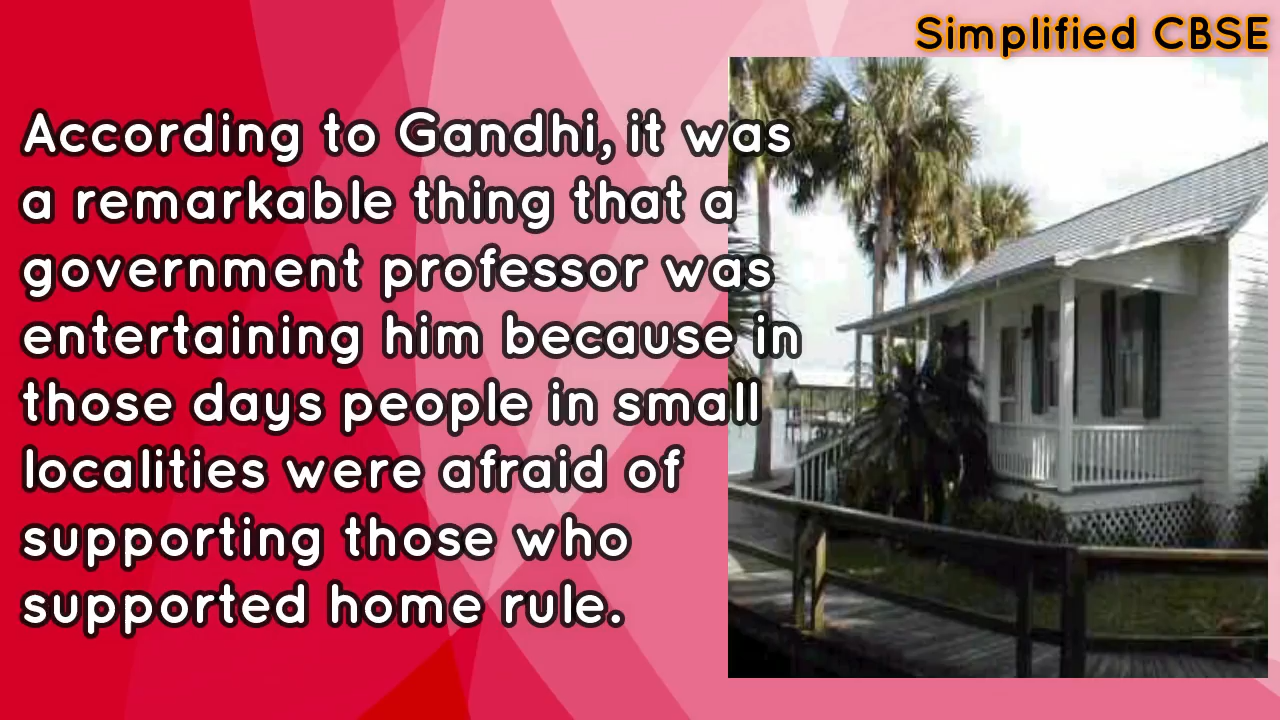 Simplified CBSE
According to Gandhi, it was
a remarkable thing that a
government professor was
entertaining him because in
those days people in small
localities were afraid of
supporting those who
supported home rule.